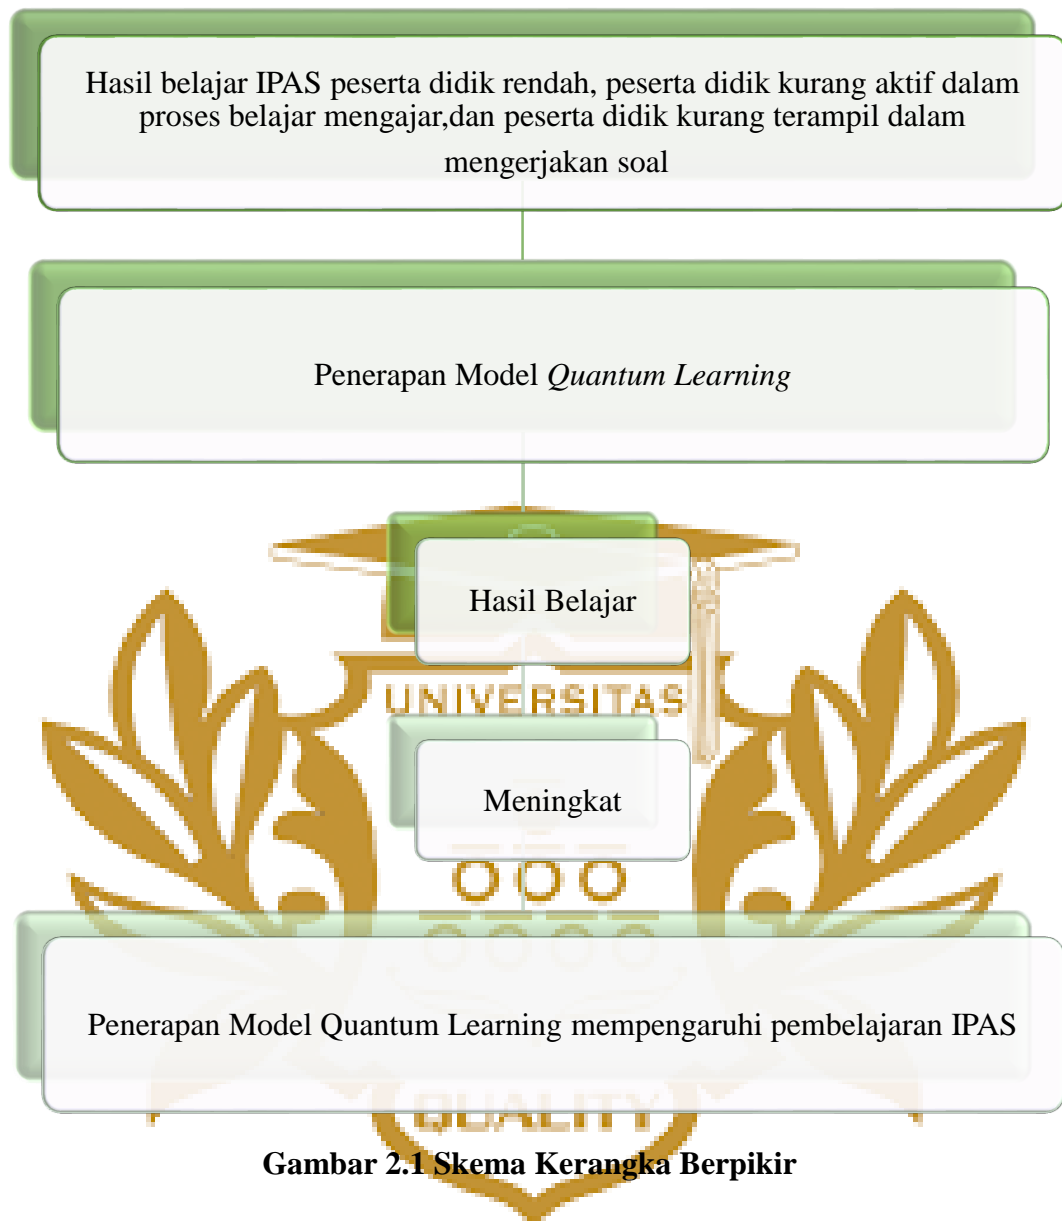 Hasil belajar IPAS peserta didik rendah, peserta didik kurang aktif dalam
proses belajar mengajar,dan peserta didik kurang terampil dalam
mengerjakan soal
Penerapan Model Quantum Learning
Hasil Belajar
UNIVERSITAS
Meningkat
Penerapan Model Quantum Learning mempengaruhi pembelajaran IPAS
QUALITY
Gambar 2.1 Skema Kerangka Berpikir